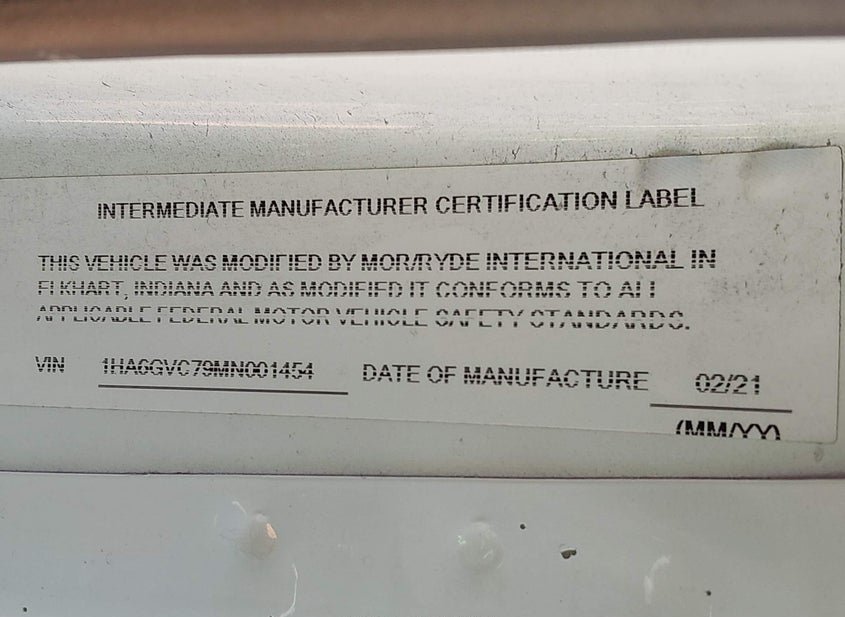 INTERMEDIATE MANUFACTURER CERTIFICATION LABEL
THIS VEHICLE WAS MODIFIED BY MOR/RYDE INTERNATIONAL IN
ELKHART, INDIANA AND AS MODIFIED IT CONFORMS TO ALL
APPLICABLE FEDERAL MOTOR VEHICLE SAFETY STANDARDS.
VIN 1HA6GVC79MN001454 DATE OF MANUFACTURE 02/21
(MM/YY)